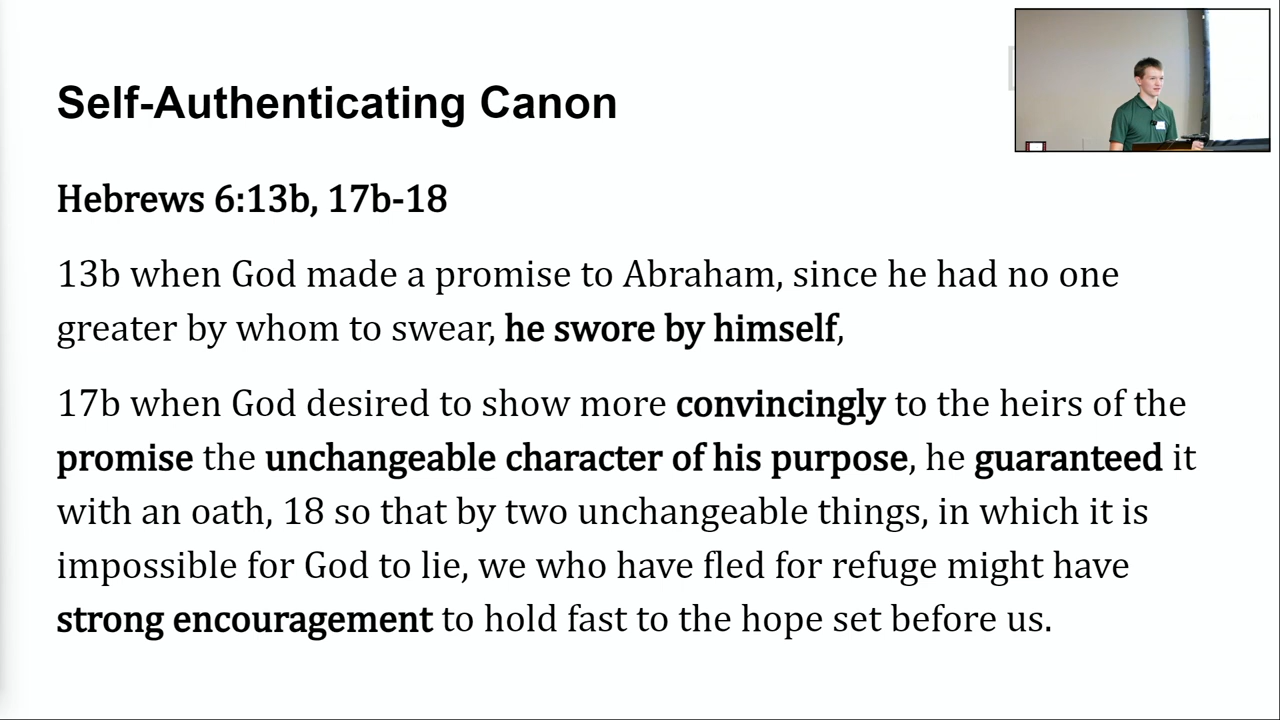 Self-Authenticating Canon
Hebrews 6:13b, 17b-18
13b when God made a promise to Abraham, since he had no one
greater by whom to swear, he swore by himself,
17b when God desired to show more convincingly to the heirs of the
promise the unchangeable character of his purpose, he guaranteed it
with an oath, 18 so that by two unchangeable things, in which it is
impossible for God to lie, we who have fled for refuge might have
strong encouragement to hold fast to the hope set before us.